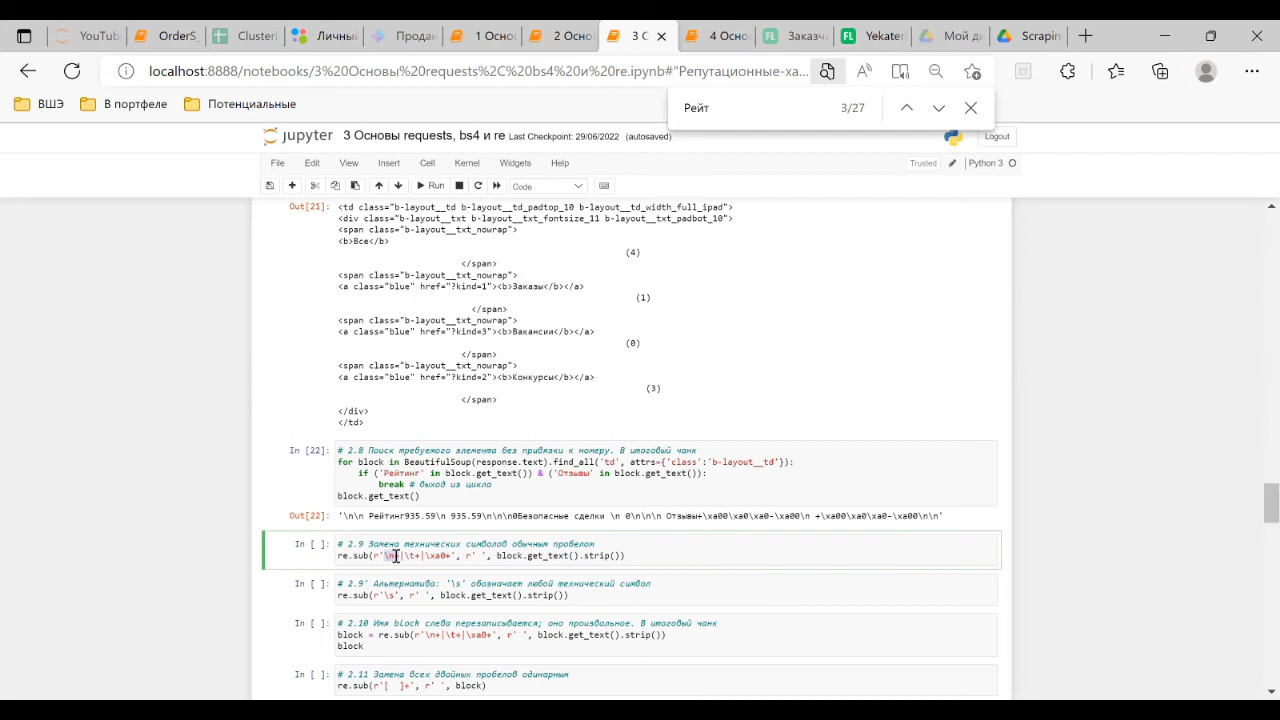 YouTub
OrderS_
Clusteri
Личный
Продан
1 Осно
2 Осно
3 О
4 Осно
Заказч
Yekateri
Мой ди
Scrapin
localhost:8888/notebooks/3%20Основы%20requests%2C%20bs4%20и%20re.ipynb#"Репутационные-ха...
ВШЭ
В портфеле
Потенциальные
Рейт 3/27
jupyter 3 Основы requests, bs4 и re Last Checkpoint: 29/06/2022 (autosaved)
Logout
File Edit View Insert Cell Kernel Widgets Help
Trusted
Python 3
Run
Code
Out[21]: <td class="b-layout__td b-layout__td_padtop_10 b-layout__td_width_full_ipad">
<div class="b-layout__txt b-layout__txt_fontsize_11 b-layout__txt_padbot_10">
<span class="b-layout__txt_nowrap">
<b>Все</b>
(4)
</span>
<span class="b-layout__txt_nowrap">
<a class="blue" href="?kind=1"><b>Заказы</b></a>
(1)
</span>
<span class="b-layout__txt_nowrap">
<a class="blue" href="?kind=3"><b>Вакансии</b></a>
(0)
</span>
<span class="b-layout__txt_nowrap">
<a class="blue" href="?kind=2"><b>Конкурсы</b></a>
(3)
</span>
</div>
</td>
In [22]: # 2.8 Поиск требуемого элемента без привязки к номеру. В итоговый чанк
for block in BeautifulSoup(response.text).find_all('td', attrs={'class':'b-layout__td'}):
if ('Рейтинг' in block.get_text()) & ('Отзывы' in block.get_text()):
break # выход из цикла
block.get_text()
Out[22]: '\n\n Рейтинг935.59\n 935.59\n\n\n0Безопасные сделки \n 0\n\n\n Отзывы+\xa00\xa0\xa0-\xa00\n +\xa00\xa0\xa0-\xa00\n\n'
In [ ]: # 2.9 Замена технических символов обычным пробелом
re.sub(r'\n+|\t+|\xa0+', r' ', block.get_text().strip())
In [ ]: # 2.9' Альтернатива: '\s' обозначает любой технический символ
re.sub(r'\s', r' ', block.get_text().strip())
In [ ]: # 2.10 Имя block слева перезаписывается; оно произвольное. В итоговый чанк
block = re.sub(r'\n+|\t+|\xa0+', r' ', block.get_text().strip())
block
In [ ]: # 2.11 Замена всех двойных пробелов одинарным
re.sub(r'[  ]+', r' ', block)